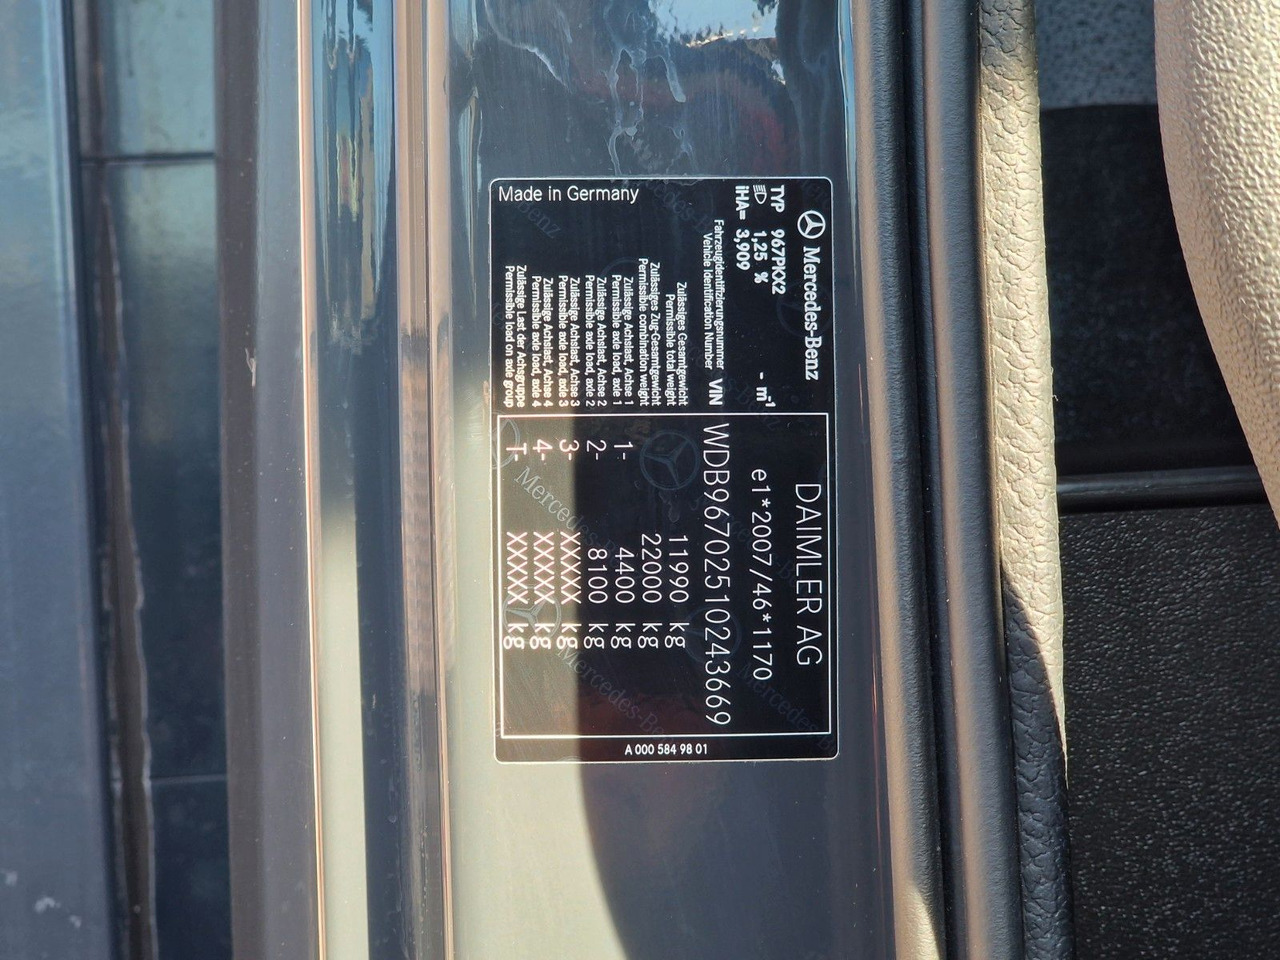 Mercedes-Benz
TYP 967PKX2
1,25 % - m⁻¹
iHA= 3,909
DAIMLER AG
e1*2007/46*1170
Fahrzeugidentifizierungsnummer
Vehicle Identification Number VIN WDB9670251024 3669
Zulässiges Gesamtgewicht
Permissible total weight 11990 kg
Zulässiges Zug-Gesamtgewicht
Permissible combination weight 22000 kg
Zulässige Achslast, Achse 1
Permissible axle load, axle 1 1- 4400 kg
Zulässige Achslast, Achse 2
Permissible axle load, axle 2 2- 8100 kg
Zulässige Achslast, Achse 3
Permissible axle load, axle 3 3- XXXXX kg
Zulässige Achslast, Achse 4
Permissible axle load, axle 4 4- XXXXX kg
Zulässige Last der Achsgruppe
Permissible load on axle group T- XXXXX kg
Made in Germany
A 000 584 98 01